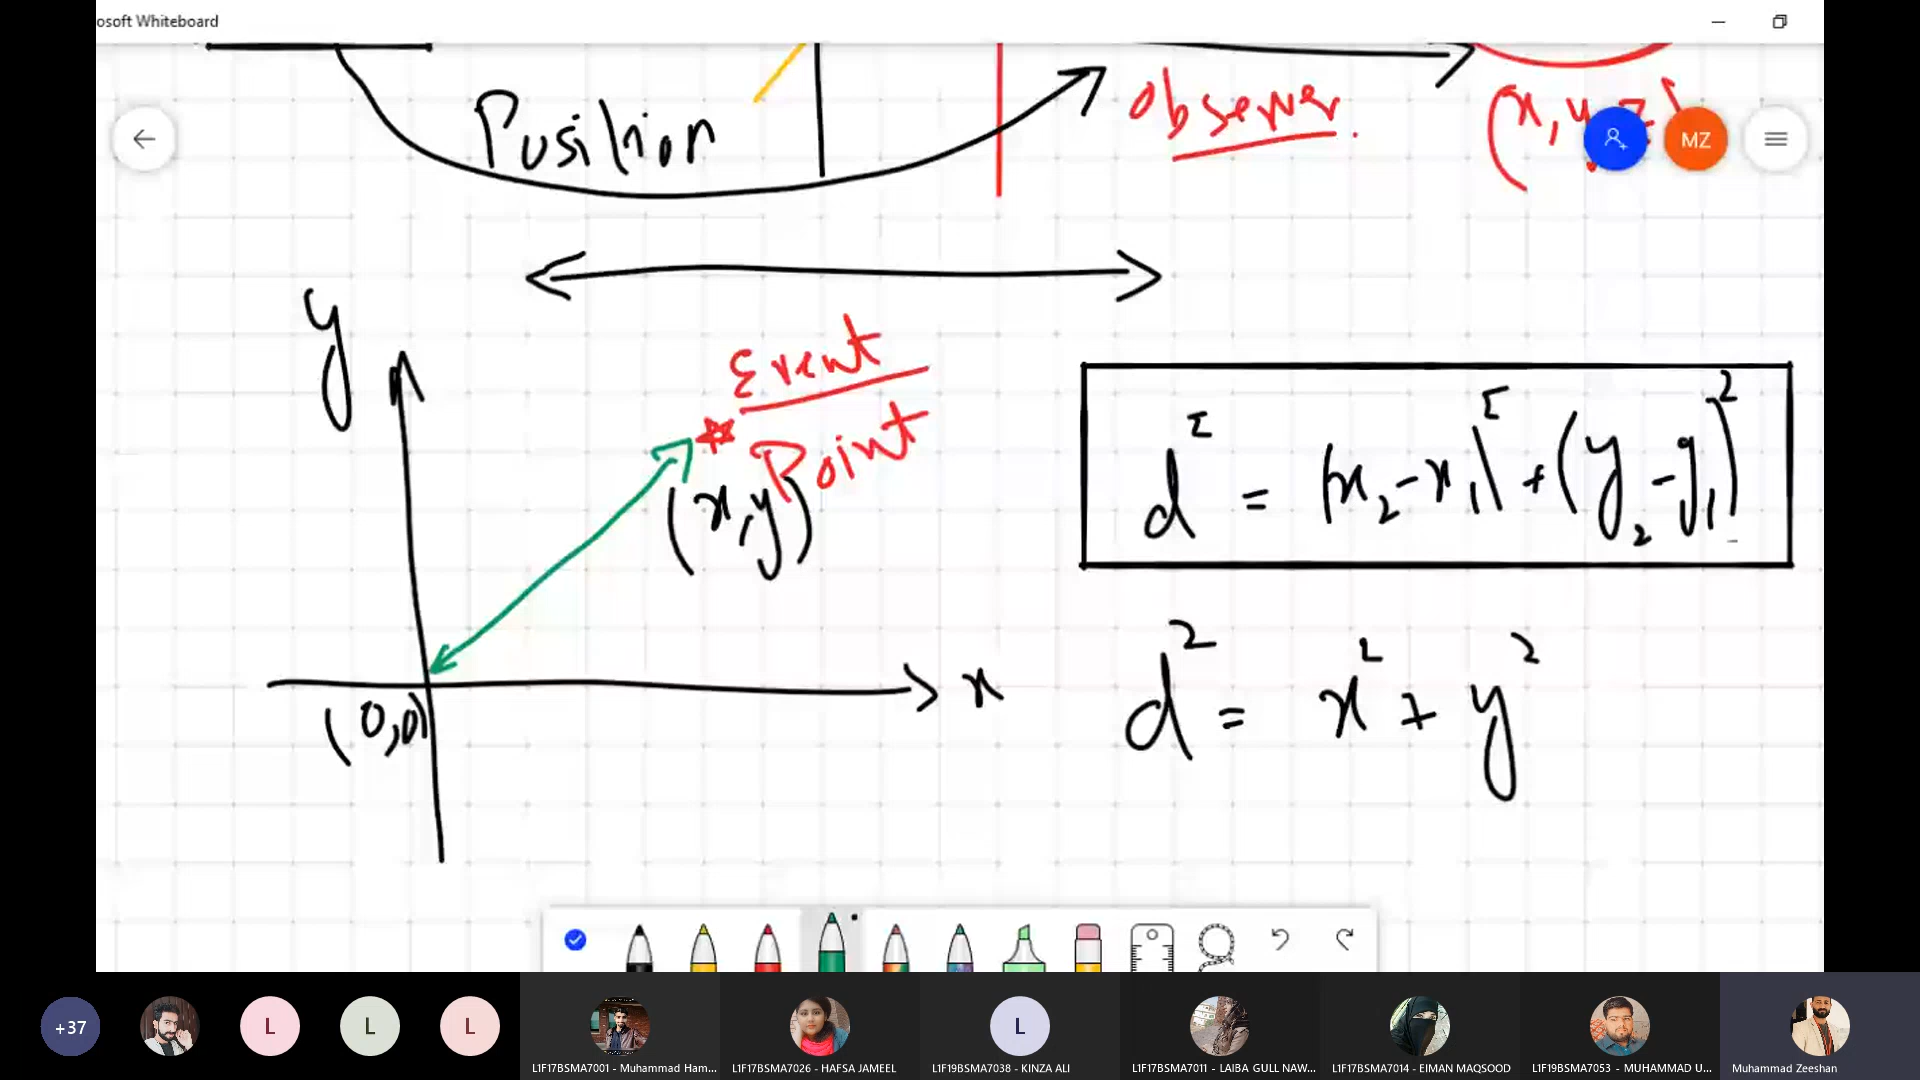 osoft Whiteboard
Position
Observer.
(x, y, z)
MZ
y
Event
Point
(x,y)
x
(0,0)
d² = (x₂-x₁)² + (y₂-y₁)²
d² = x² + y²
+37
L
L
L
L
L1F17BSMA7001 - Muhammad Ham...
L1F17BSMA7026 - HAFSA JAMEEL
L1F19BSMA7038 - KINZA ALI
L1F17BSMA7011 - LAIBA GULL NAW...
L1F17BSMA7014 - EIMAN MAQSOOD
L1F19BSMA7053 - MUHAMMAD U...
Muhammad Zeeshan